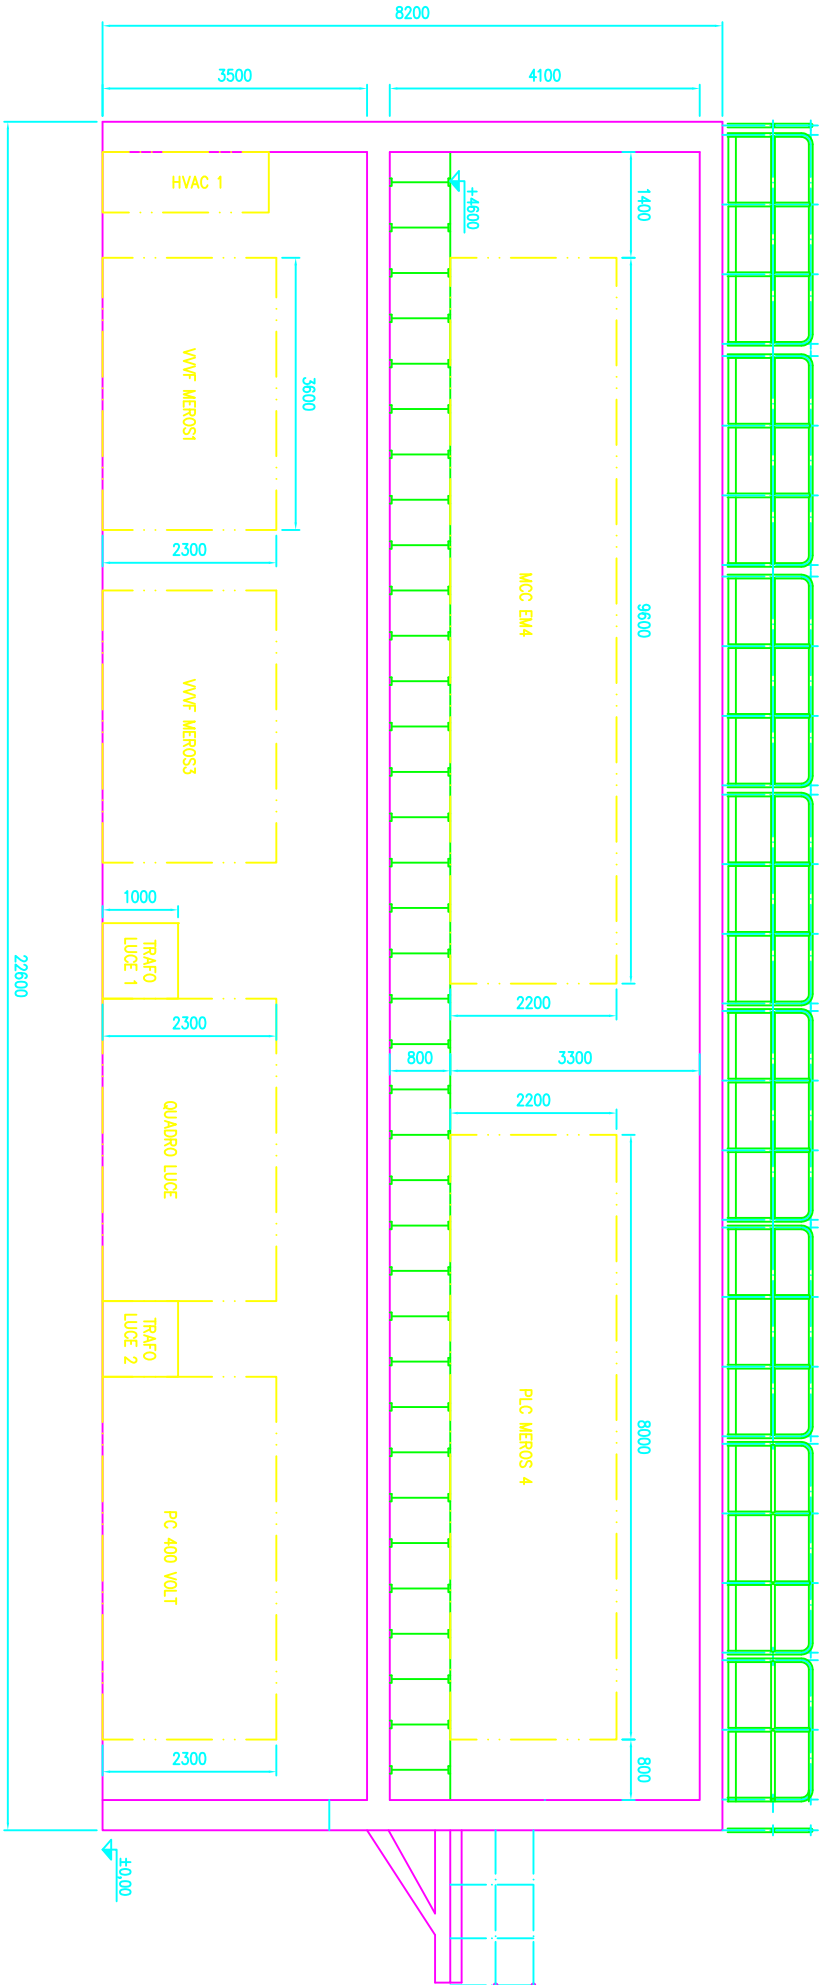 8200
3500
4100
HVAC 1
+4600
1400
VVVF MEROS1
3600
2300
MCC EM4
9600
VVVF MEROS3
1000
TRAFO
LUCE 1
22600
2300
2200
800
3300
2200
QUADRO LUCE
TRAFO
LUCE 2
PLC MEROS 4
8000
PC 400 VOLT
2300
800
±0.00